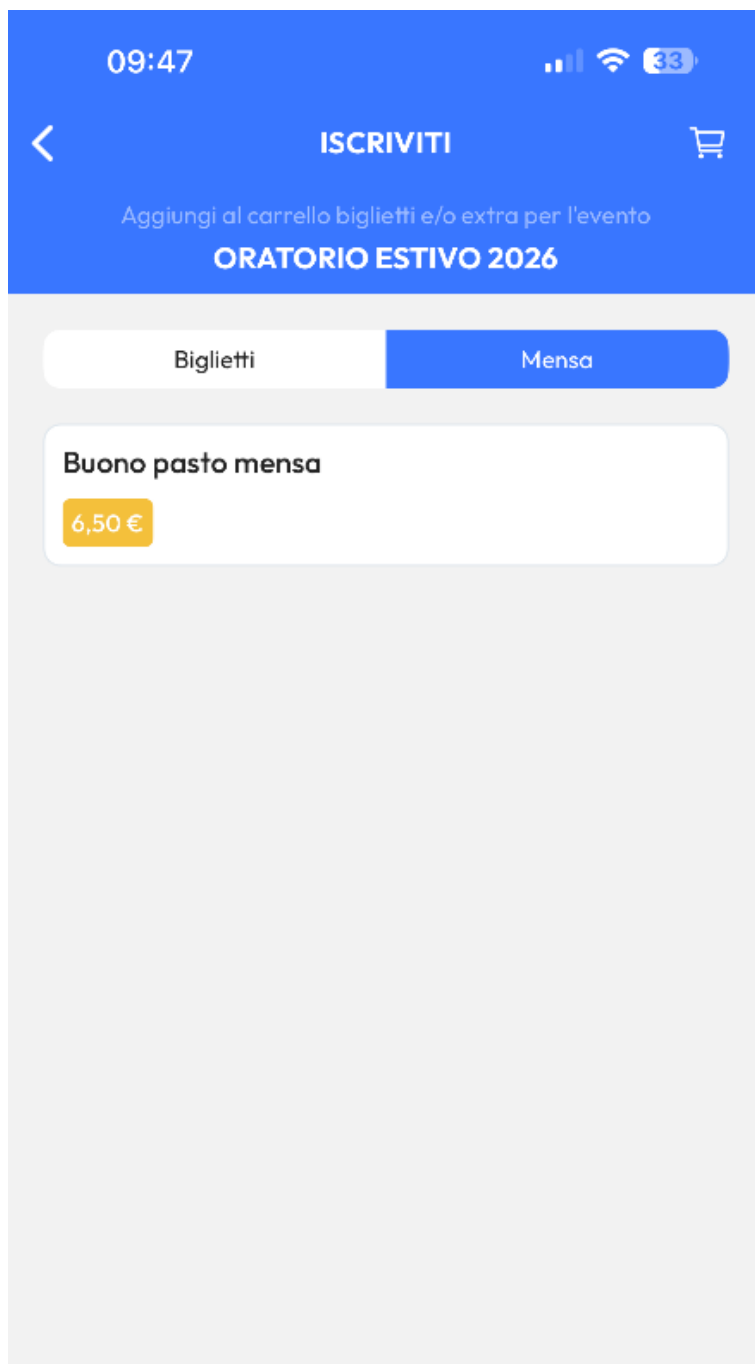 09:47
33
ISCRIVITI
Aggiungi al carrello biglietti e/o extra per l'evento
ORATORIO ESTIVO 2026
Biglietti
Mensa
Buono pasto mensa
6,50 €